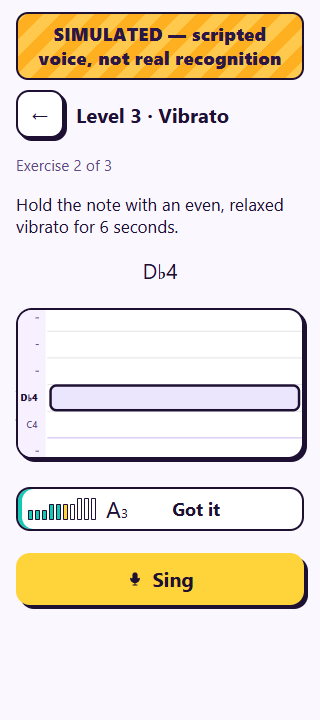 SIMULATED — scripted
voice, not real recognition
← Level 3 · Vibrato
Exercise 2 of 3
Hold the note with an even, relaxed
vibrato for 6 seconds.
D♭4
D♭4
C4
A3 Got it
Sing